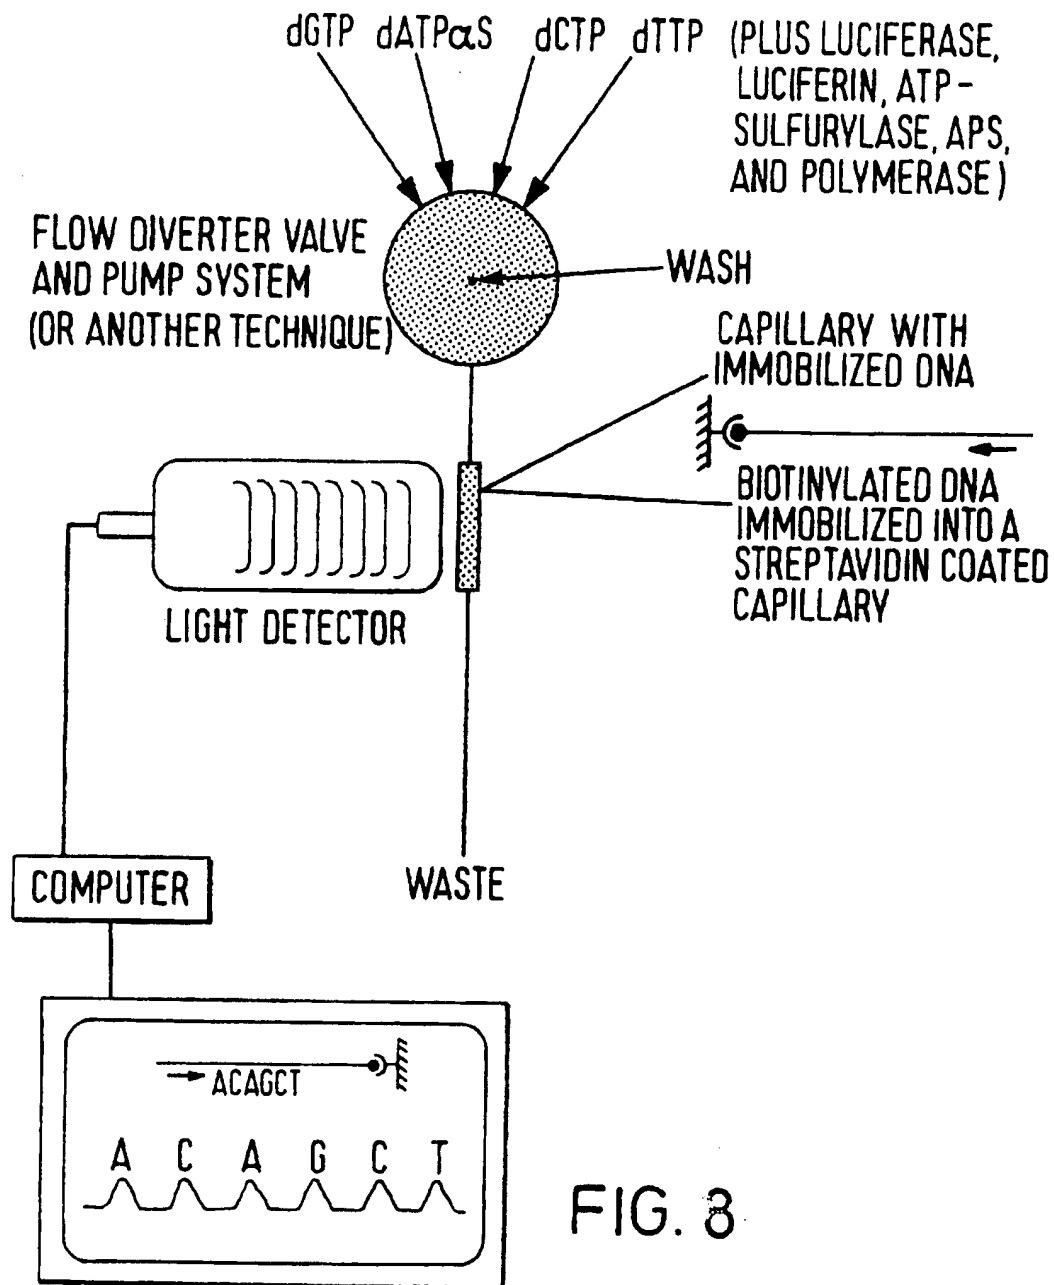 dGTP dATPαS dCTP dTTP (PLUS LUCIFERASE,
LUCIFERIN, ATP-
SULFURYLASE, APS,
AND POLYMERASE)
FLOW DIVERTER VALVE
AND PUMP SYSTEM
(OR ANOTHER TECHNIQUE)
WASH
CAPILLARY WITH
IMMOBILIZED DNA
BIOTINYLATED DNA
IMMOBILIZED INTO A
STREPTAVIDIN COATED
CAPILLARY
LIGHT DETECTOR
COMPUTER
WASTE
ACAGCT
A C A G C T
FIG. 8